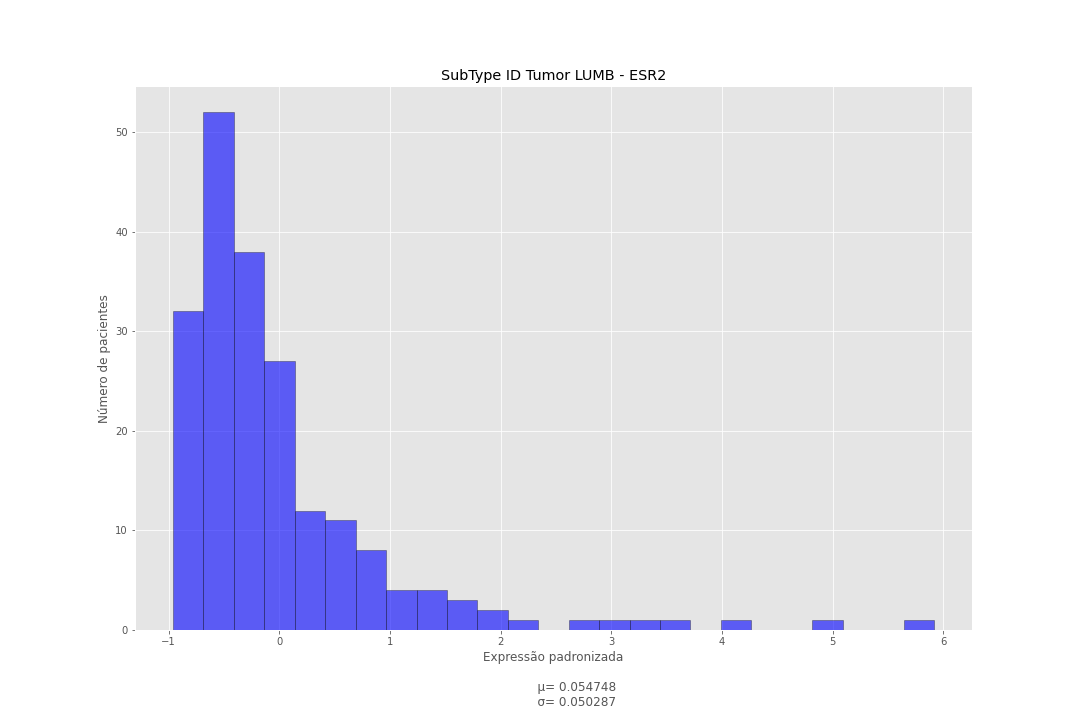 SubType ID Tumor LUMB - ESR2
50
40
30
20
10
0
Número de pacientes
−1 0 1 2 3 4 5 6
Expressão padronizada
μ= 0.054748
σ= 0.050287